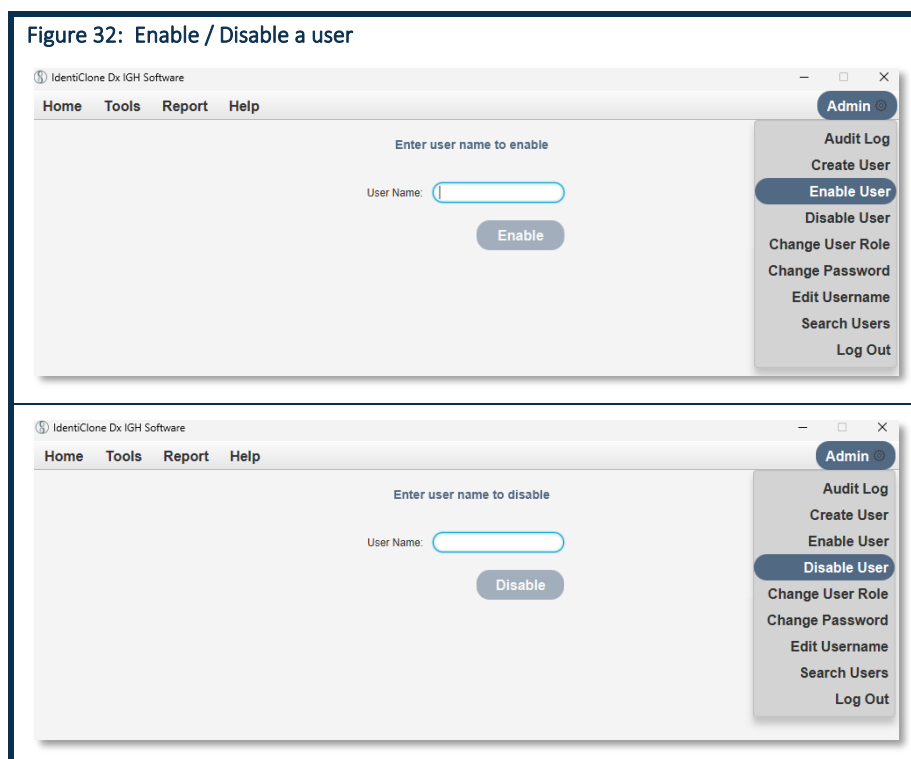 Figure 32:  Enable / Disable a user
IdentiClone Dx IGH Software
Home Tools Report Help Admin
Enter user name to enable
User Name:
Enable
Audit Log
Create User
Enable User
Disable User
Change User Role
Change Password
Edit Username
Search Users
Log Out
IdentiClone Dx IGH Software
Home Tools Report Help Admin
Enter user name to disable
User Name:
Disable
Audit Log
Create User
Enable User
Disable User
Change User Role
Change Password
Edit Username
Search Users
Log Out